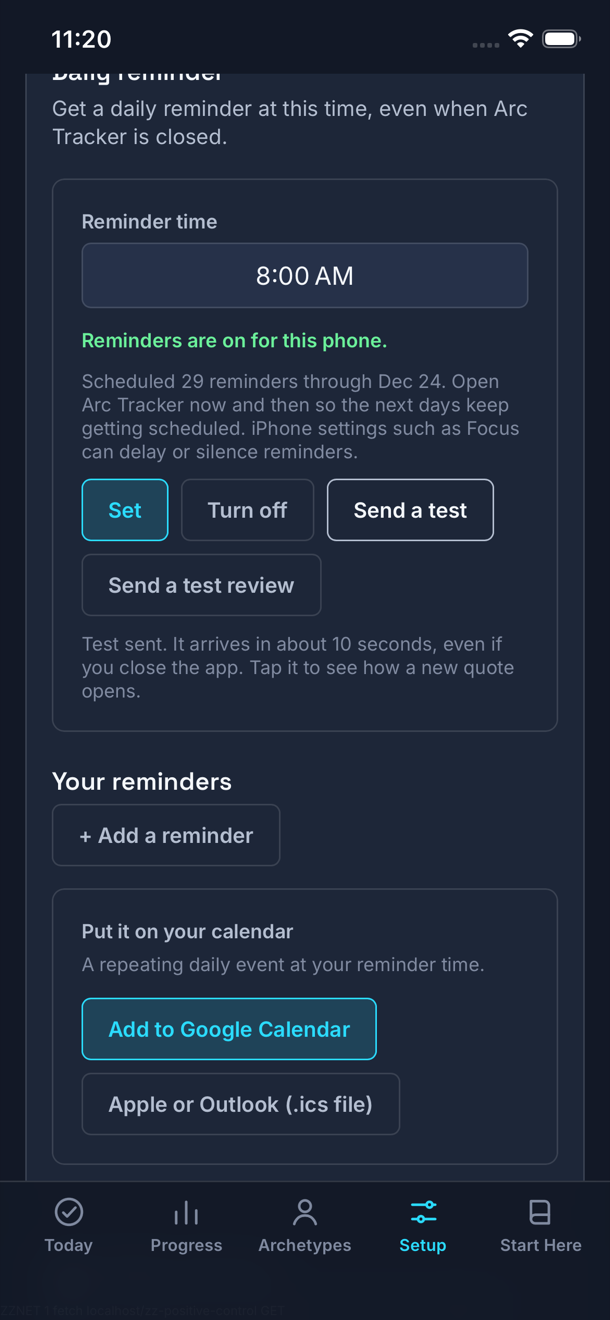 11:20
Daily reminder
Get a daily reminder at this time, even when Arc
Tracker is closed.
Reminder time
8:00 AM
Reminders are on for this phone.
Scheduled 29 reminders through Dec 24. Open
Arc Tracker now and then so the next days keep
getting scheduled. iPhone settings such as Focus
can delay or silence reminders.
Set
Turn off
Send a test
Send a test review
Test sent. It arrives in about 10 seconds, even if
you close the app. Tap it to see how a new quote
opens.
Your reminders
+ Add a reminder
Put it on your calendar
A repeating daily event at your reminder time.
Add to Google Calendar
Apple or Outlook (.ics file)
Today
Progress
Archetypes
Setup
Start Here